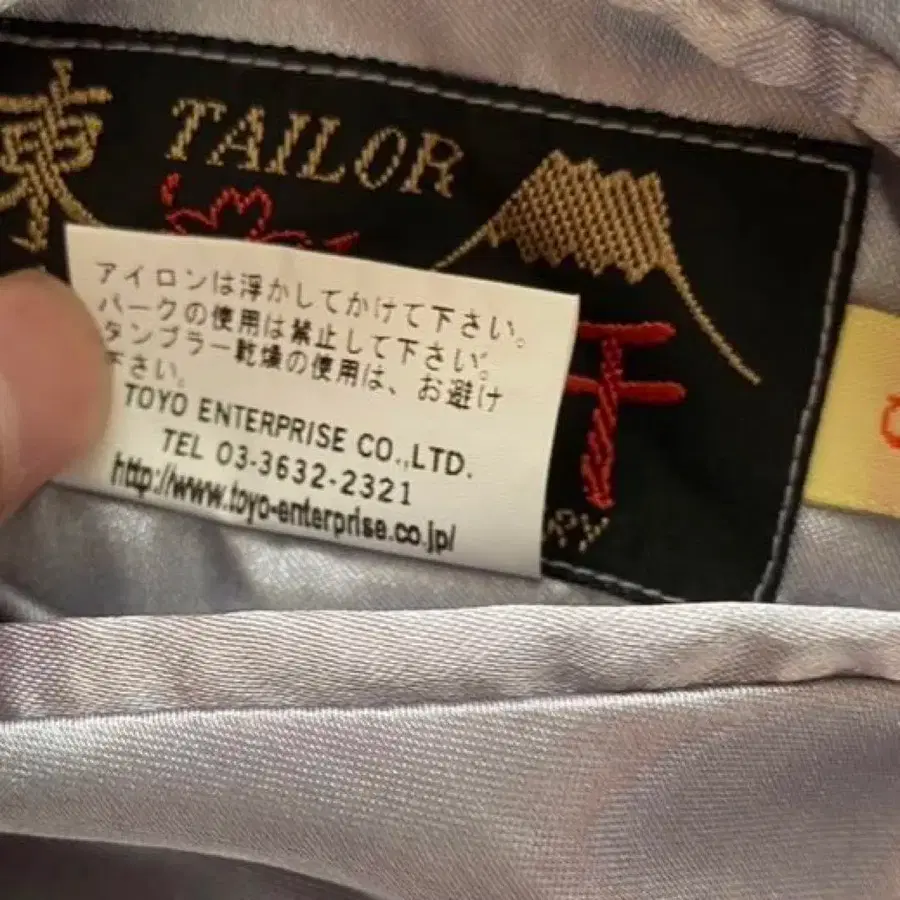 東
TAILOR
アイロンは浮かしてかけて下さい。
パークの使用は禁止して下さい。
タンブラー乾燥の使用は、お避け
下さい。
TOYO ENTERPRISE CO.,LTD.
TEL 03-3632-2321
http://www.toyo-enterprise.co.jp/